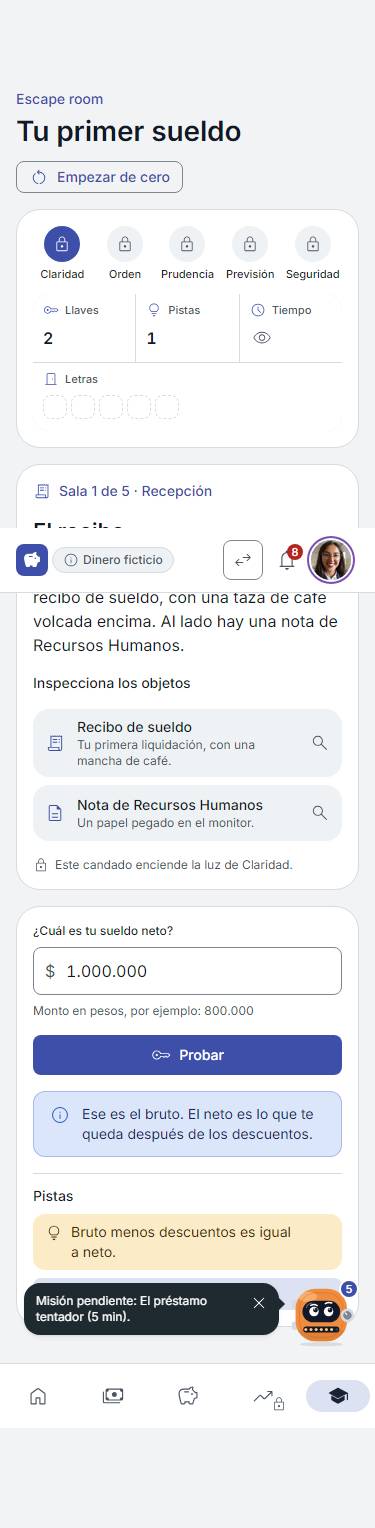 Escape room
Tu primer sueldo
Empezar de cero
Claridad
Orden
Prudencia
Previsión
Seguridad
Llaves
2
Pistas
1
Tiempo
Letras
Sala 1 de 5 · Recepción
Dinero ficticio
8
recibo de sueldo, con una taza de café
volcada encima. Al lado hay una nota de
Recursos Humanos.
Inspecciona los objetos
Recibo de sueldo
Tu primera liquidación, con una
mancha de café.
Nota de Recursos Humanos
Un papel pegado en el monitor.
Este candado enciende la luz de Claridad.
¿Cuál es tu sueldo neto?
$ 1.000.000
Monto en pesos, por ejemplo: 800.000
Probar
Ese es el bruto. El neto es lo que te
queda después de los descuentos.
Pistas
Bruto menos descuentos es igual
a neto.
Misión pendiente: El préstamo
tentador (5 min).
5